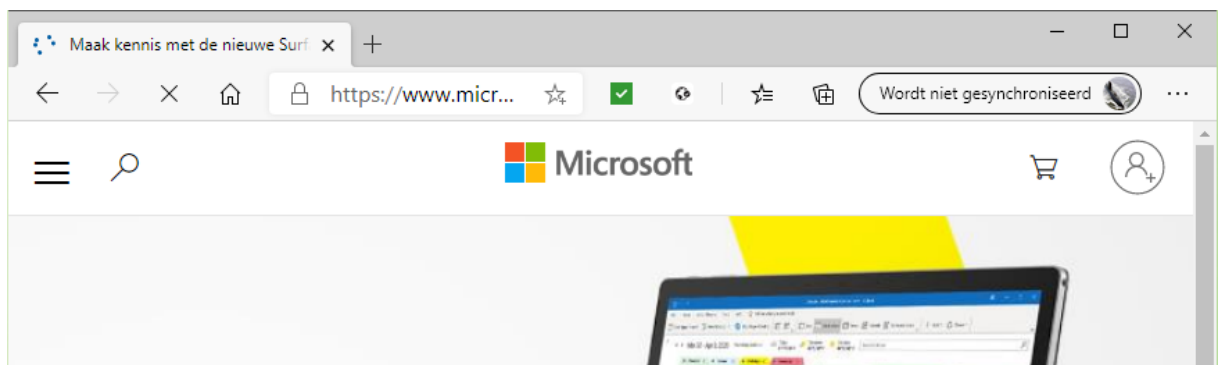 Maak kennis met de nieuwe Surf
https://www.micr...
Wordt niet gesynchroniseerd
Microsoft